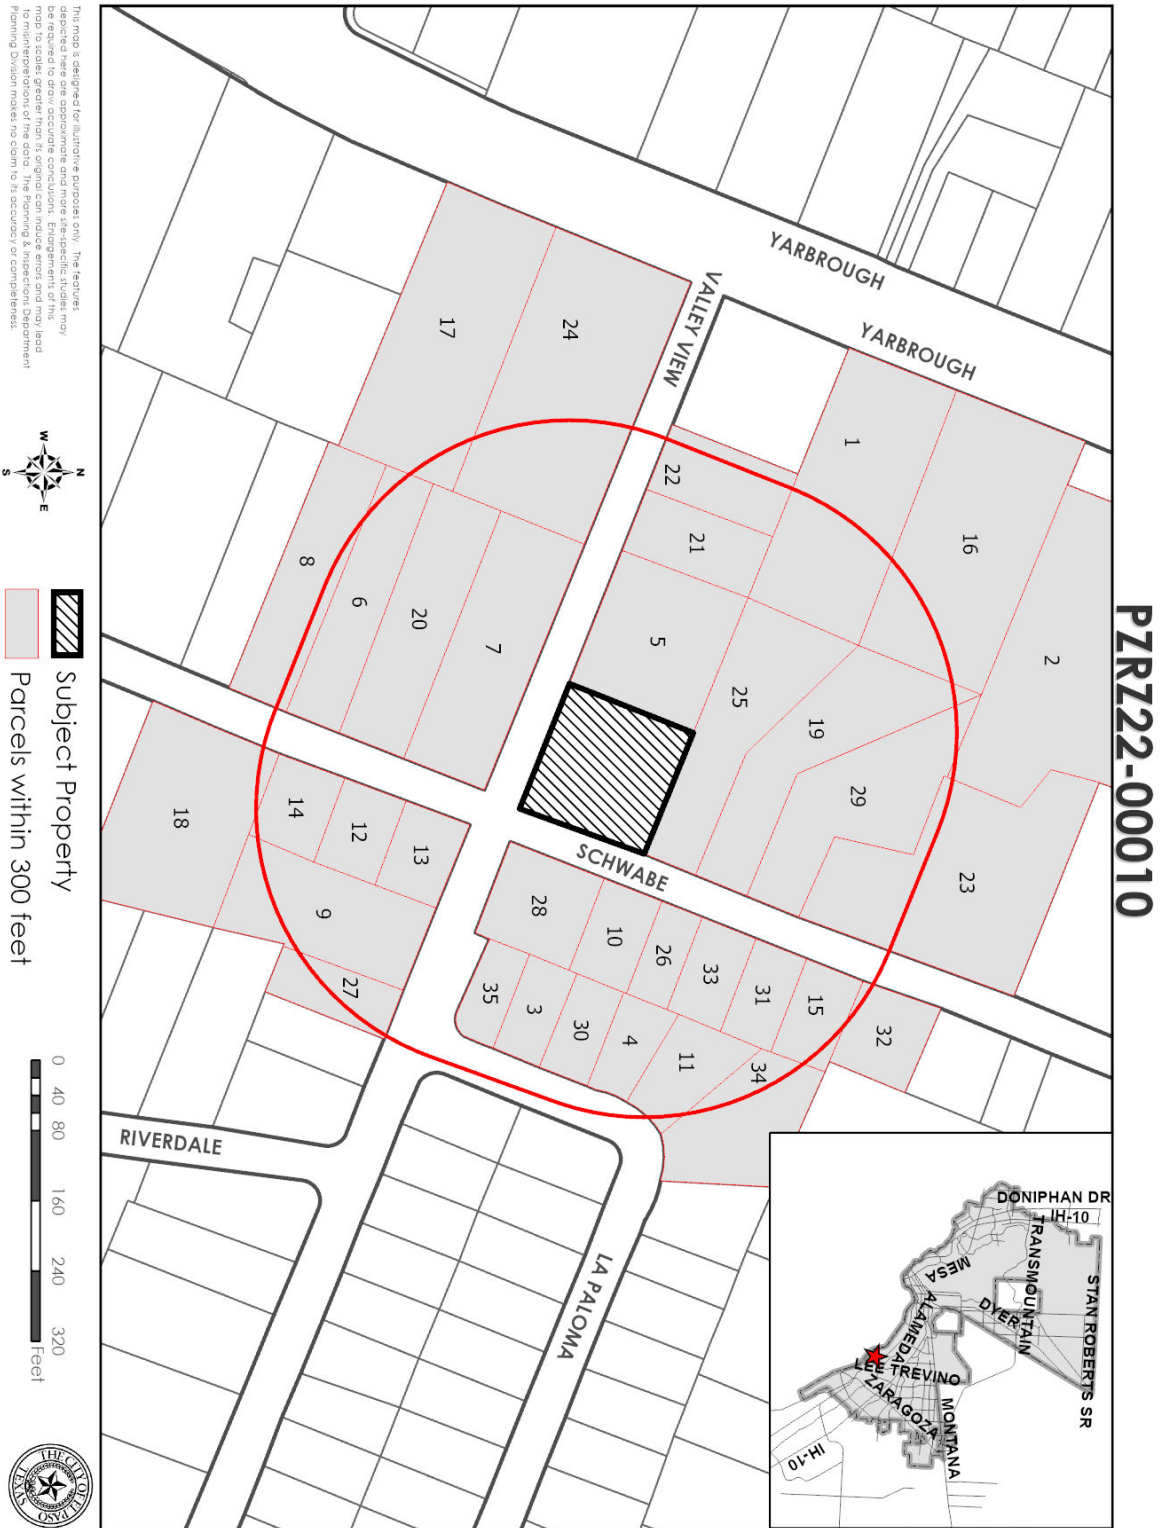 PZRZ22-00010
YARBROUGH
YARBROUGH
VALLEY VIEW
SCHWABE
RIVERDALE
LA PALOMA
17
24
1
16
2
22
21
5
25
19
29
23
8
6
20
7
18
14
12
13
9
27
28
10
26
33
31
15
32
35
3
30
4
11
34
DONIPHAN DR
IH-10
TRANSMOUNTAIN
STAN ROBERTS SR
MESA
DYER
ALAMEDA
LEE TREVINO
ZARAGOZA
MONTANA
IH-10
This map is designed for illustrative purposes only. The features
depicted here are approximate and more site-specific studies may
be required to draw accurate conclusions. Enlargements of this
map to scales greater than its original can induce errors and may lead
to misinterpretations of the data. The Planning & Inspections Department
Planning Division makes no claim to its accuracy or completeness.
N
W
E
S
Subject Property
Parcels within 300 feet
0 40 80 160 240 320
Feet
THE CITY OF EL PASO
TEXAS